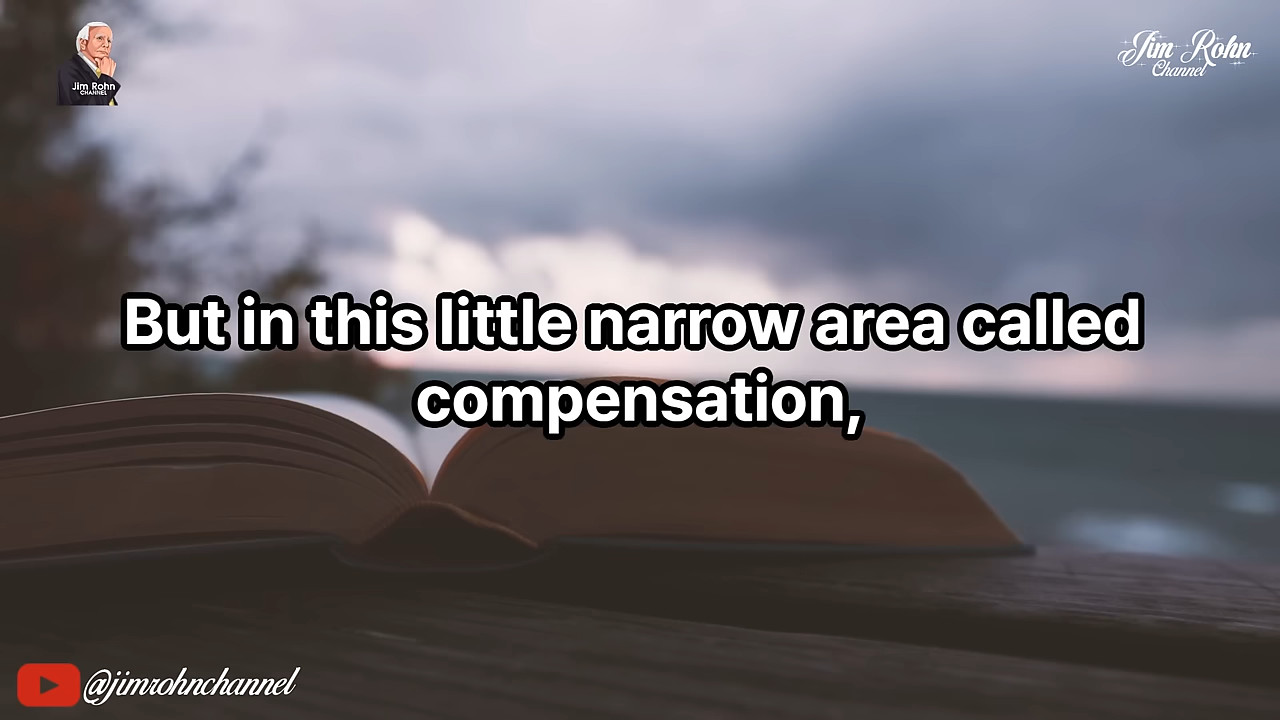 Jim Rohn
CHANNEL
Jim Rohn
Channel
But in this little narrow area called
compensation,
@jimrohnchannel